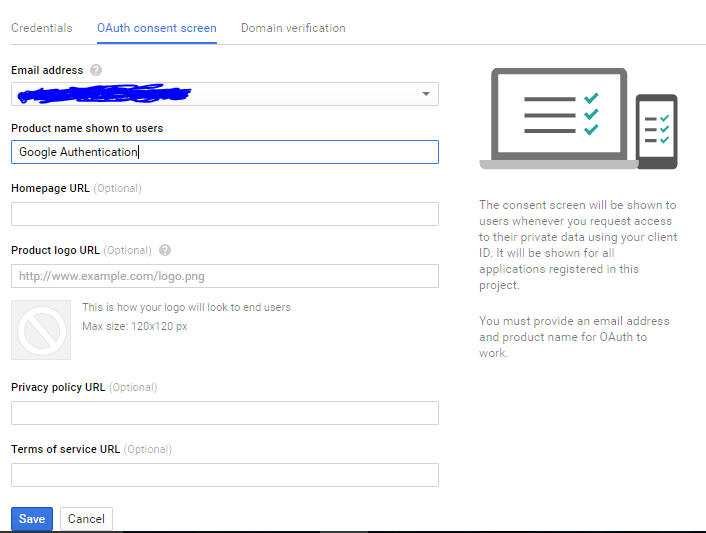 Credentials OAuth consent screen Domain verification
Email address ?
Product name shown to users
Google Authentication
Homepage URL (Optional)
Product logo URL (Optional) ?
http://www.example.com/logo.png
This is how your logo will look to end users
Max size: 120x120 px
Privacy policy URL (Optional)
Terms of service URL (Optional)
Save Cancel
The consent screen will be shown to
users whenever you request access
to their private data using your client
ID. It will be shown for all
applications registered in this
project.
You must provide an email address
and product name for OAuth to
work.